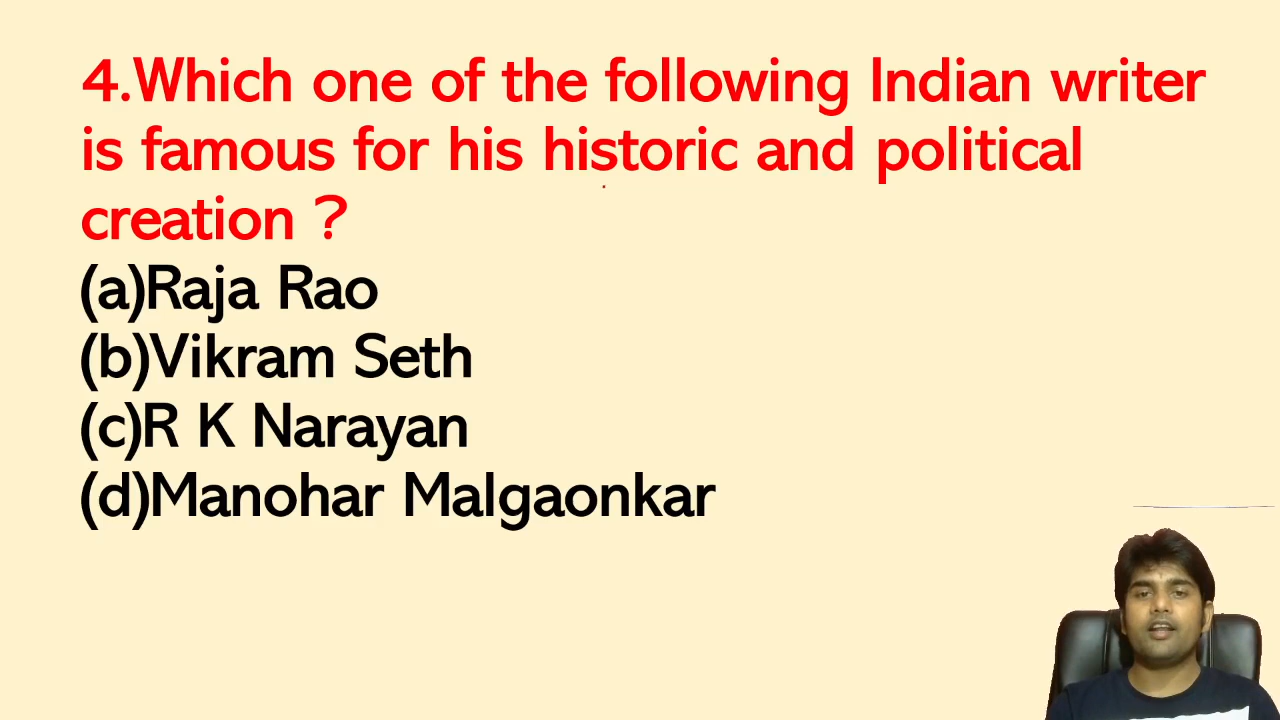 4.Which one of the following Indian writer
is famous for his historic and political
creation ?
(a)Raja Rao
(b)Vikram Seth
(c)R K Narayan
(d)Manohar Malgaonkar